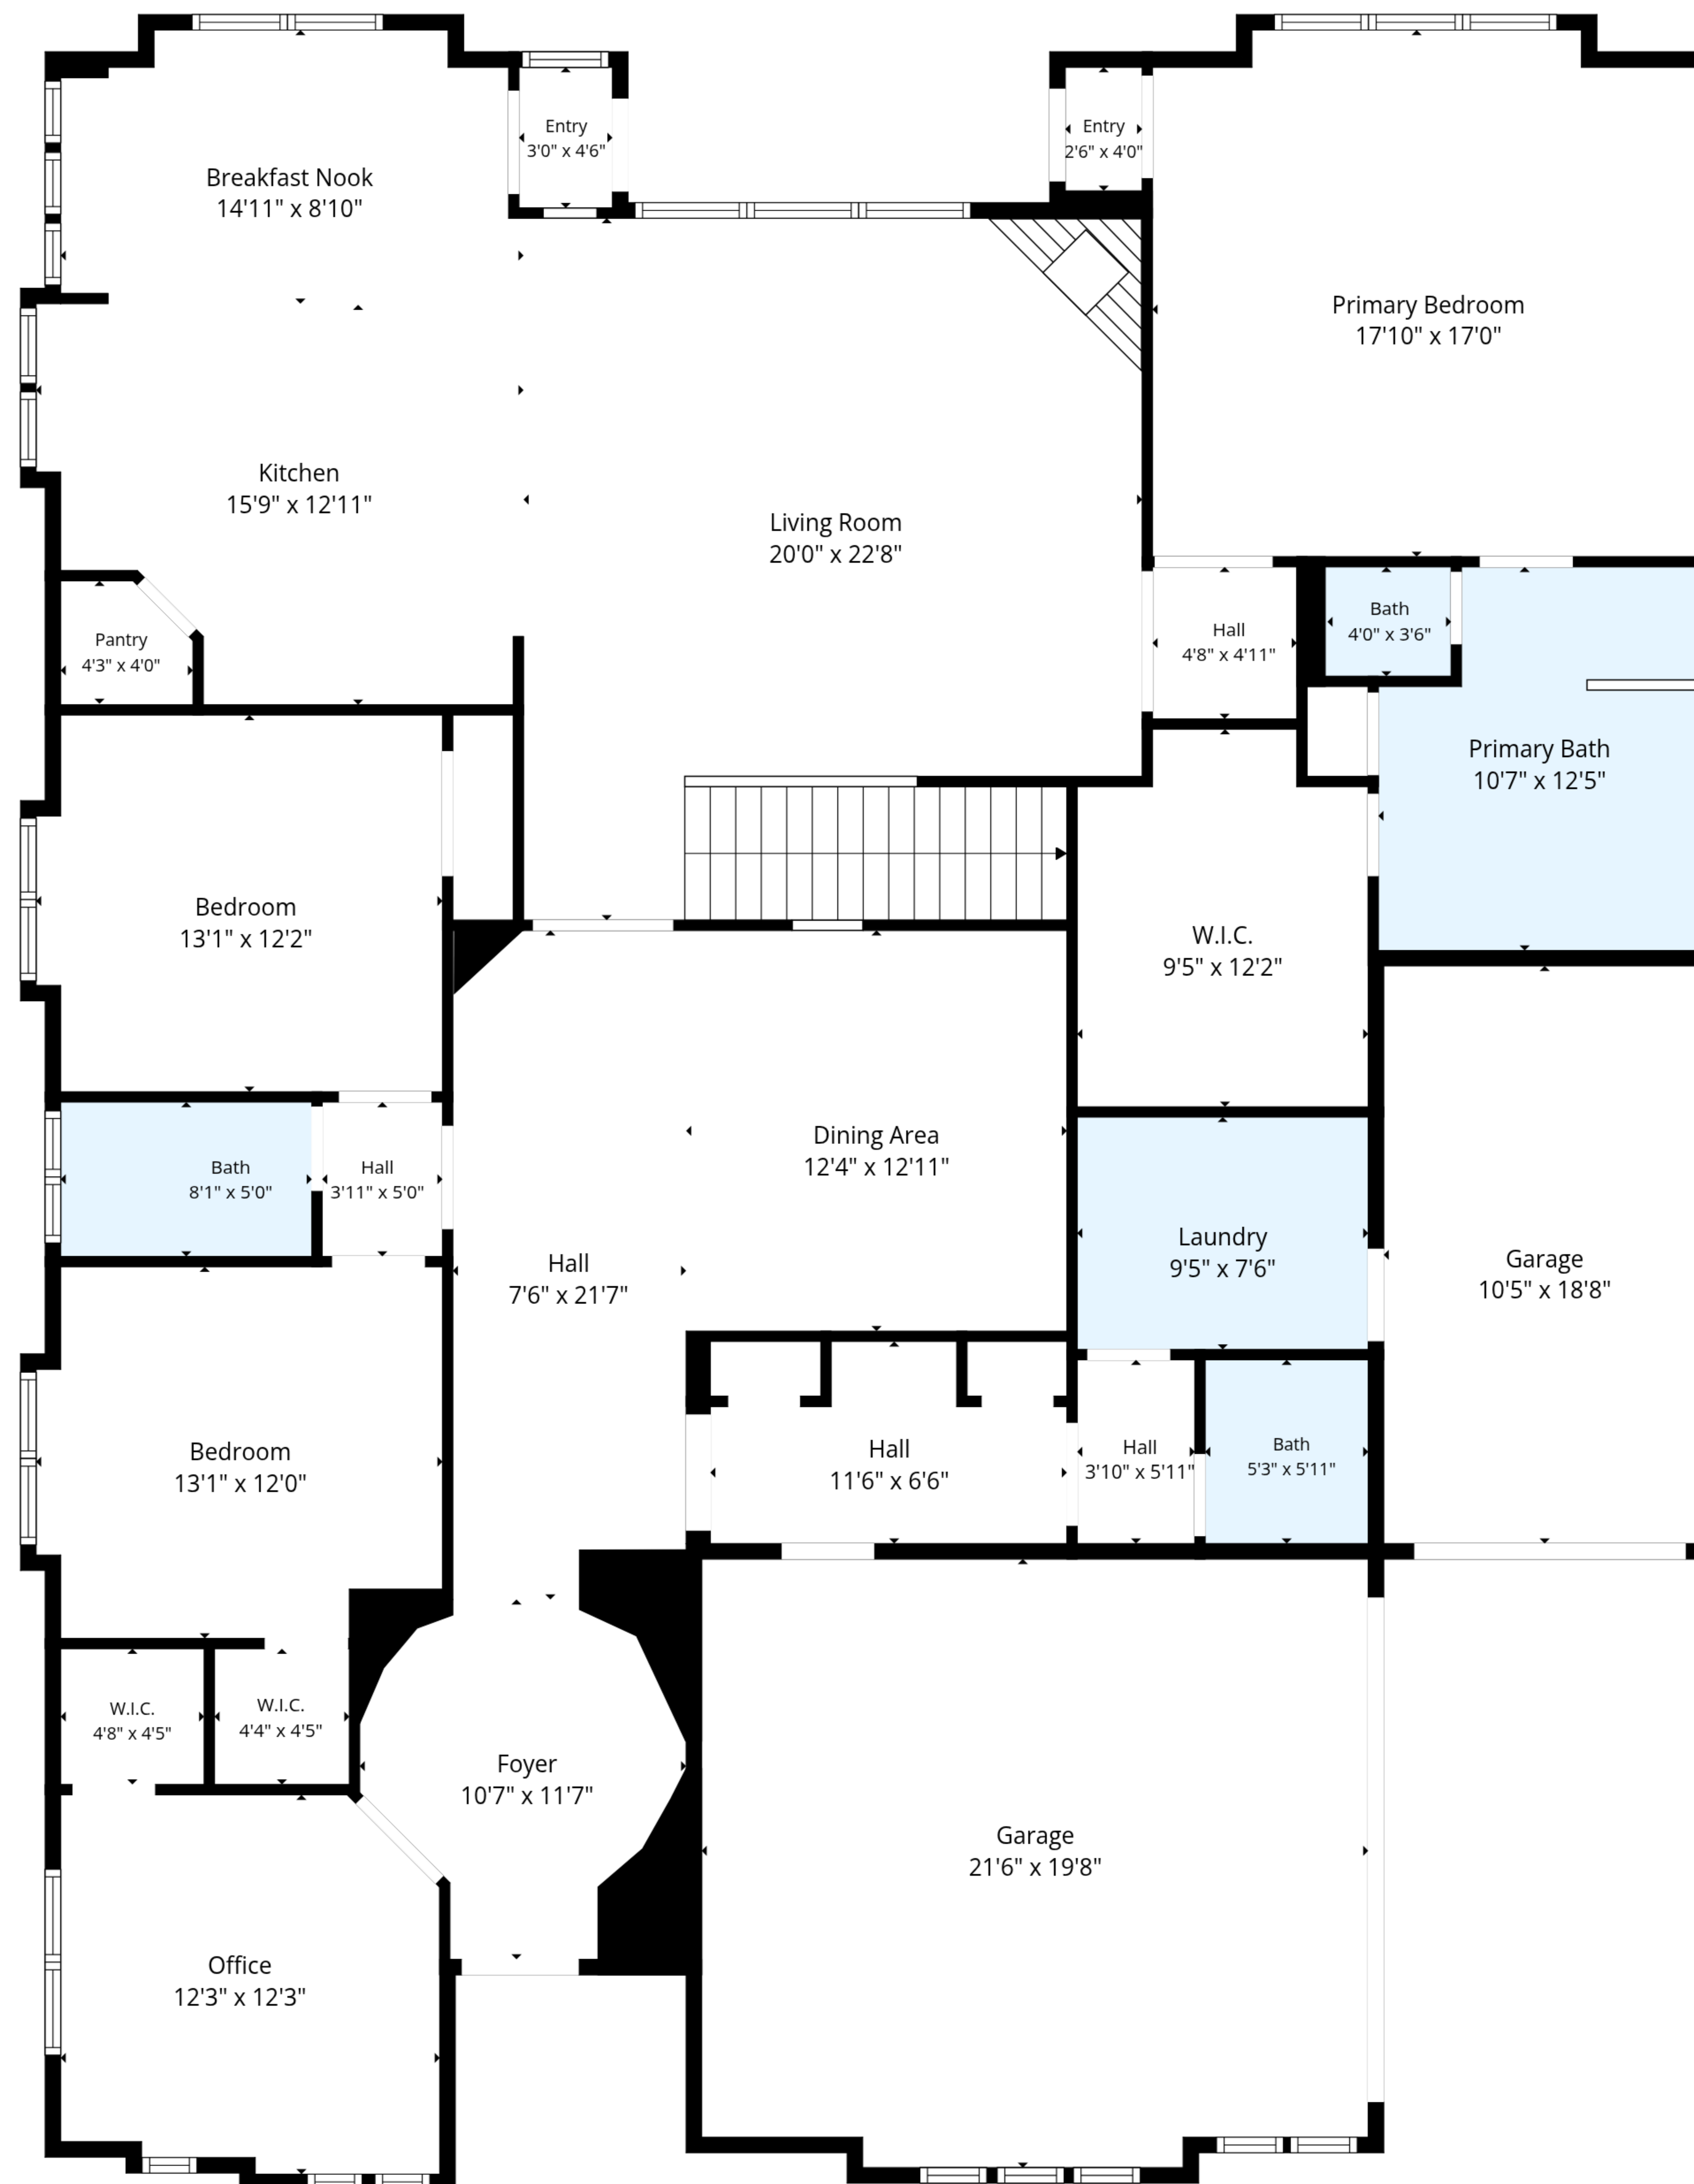 Entry
3'0" x 4'6"
Entry
2'6" x 4'0"
Breakfast Nook
14'11" x 8'10"
Primary Bedroom
17'10" x 17'0"
Kitchen
15'9" x 12'11"
Living Room
20'0" x 22'8"
Pantry
4'3" x 4'0"
Hall
4'8" x 4'11"
Bath
4'0" x 3'6"
Primary Bath
10'7" x 12'5"
Bedroom
13'1" x 12'2"
W.I.C.
9'5" x 12'2"
Bath
8'1" x 5'0"
Hall
3'11" x 5'0"
Dining Area
12'4" x 12'11"
Hall
7'6" x 21'7"
Laundry
9'5" x 7'6"
Garage
10'5" x 18'8"
Bedroom
13'1" x 12'0"
Hall
11'6" x 6'6"
Hall
3'10" x 5'11"
Bath
5'3" x 5'11"
W.I.C.
4'8" x 4'5"
W.I.C.
4'4" x 4'5"
Foyer
10'7" x 11'7"
Garage
21'6" x 19'8"
Office
12'3" x 12'3"